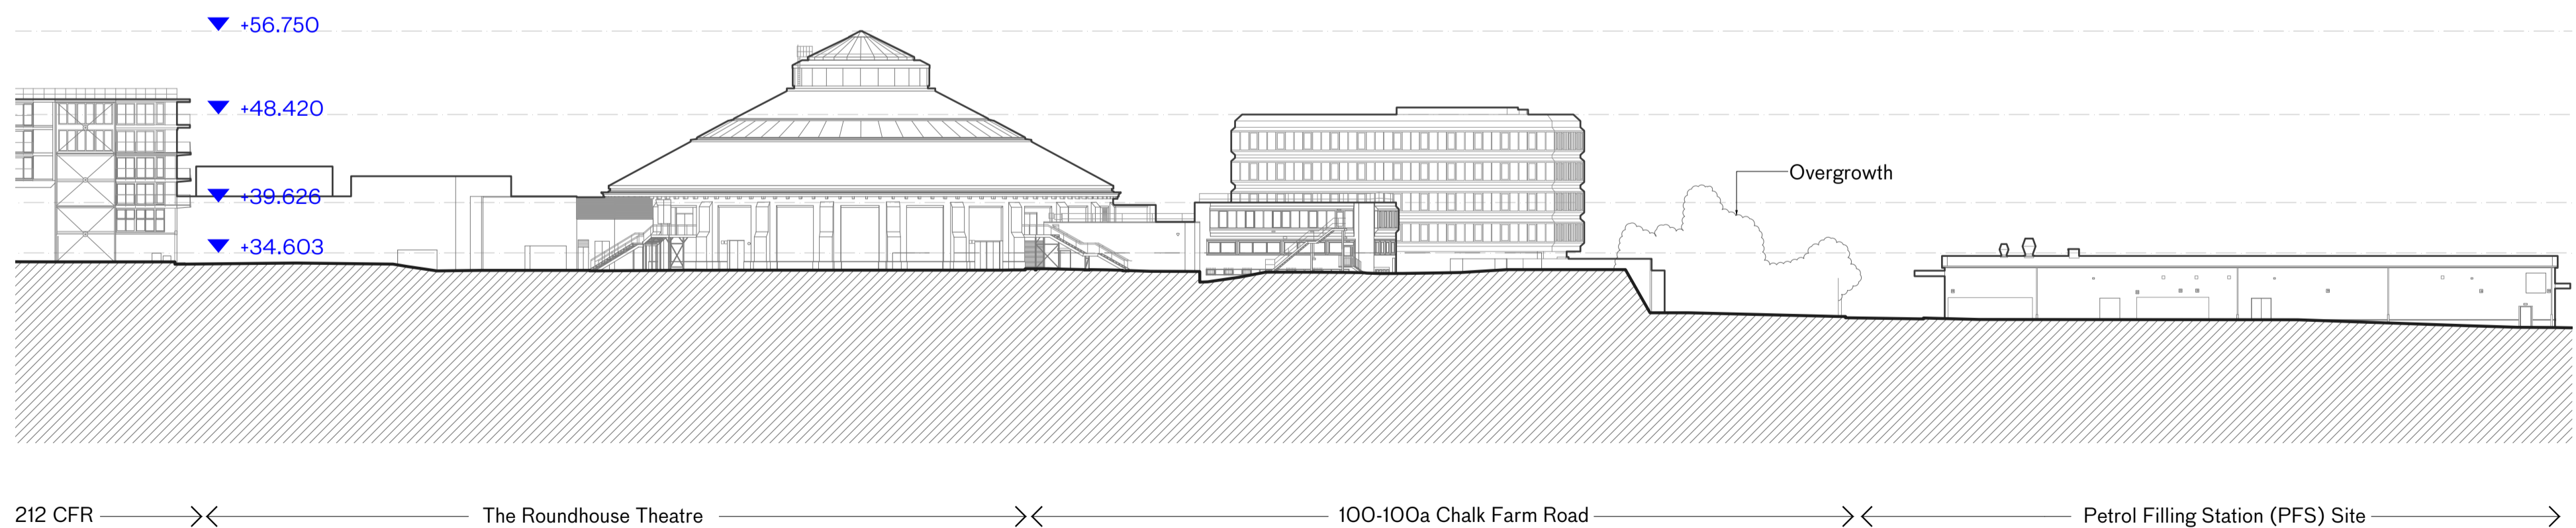 +56.750
+48.420
Overgrowth
+39.626
+34.603
212 CFR
The Roundhouse Theatre
100-100a Chalk Farm Road
Petrol Filling Station (PFS) Site